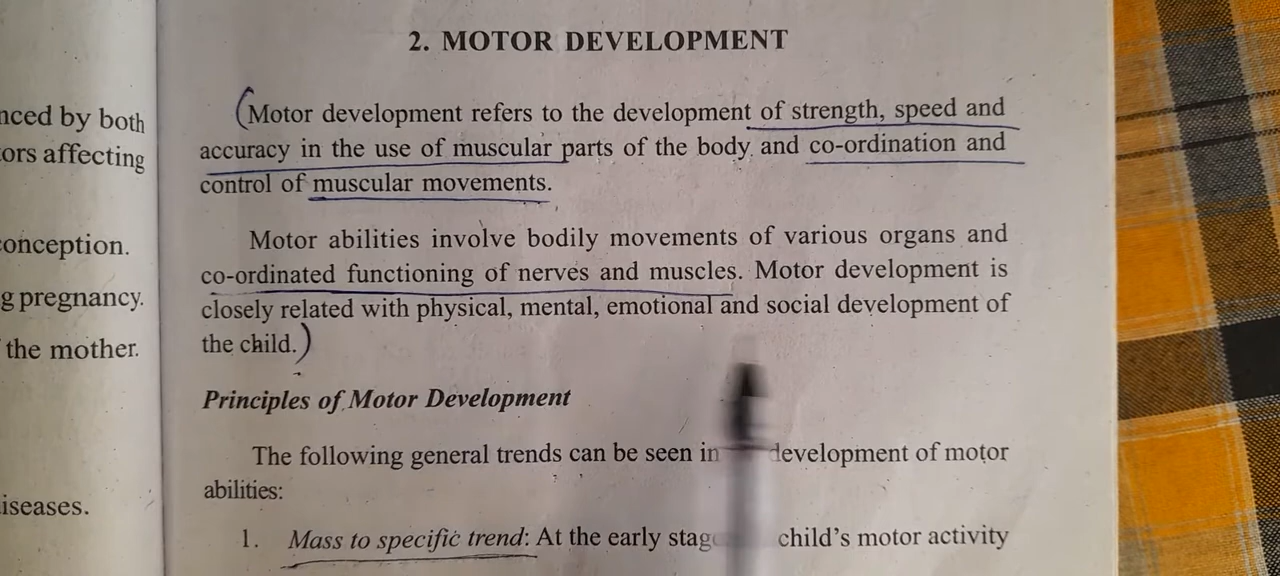 nced by both
ors affecting
onception.
g pregnancy.
the mother.
iseases.
2. MOTOR DEVELOPMENT
(Motor development refers to the development of strength, speed and
accuracy in the use of muscular parts of the body and co-ordination and
control of muscular movements.
Motor abilities involve bodily movements of various organs and
co-ordinated functioning of nerves and muscles. Motor development is
closely related with physical, mental, emotional and social development of
the child.)
Principles of Motor Development
The following general trends can be seen in development of motor
abilities:
1. Mass to specific trend: At the early stag child's motor activity